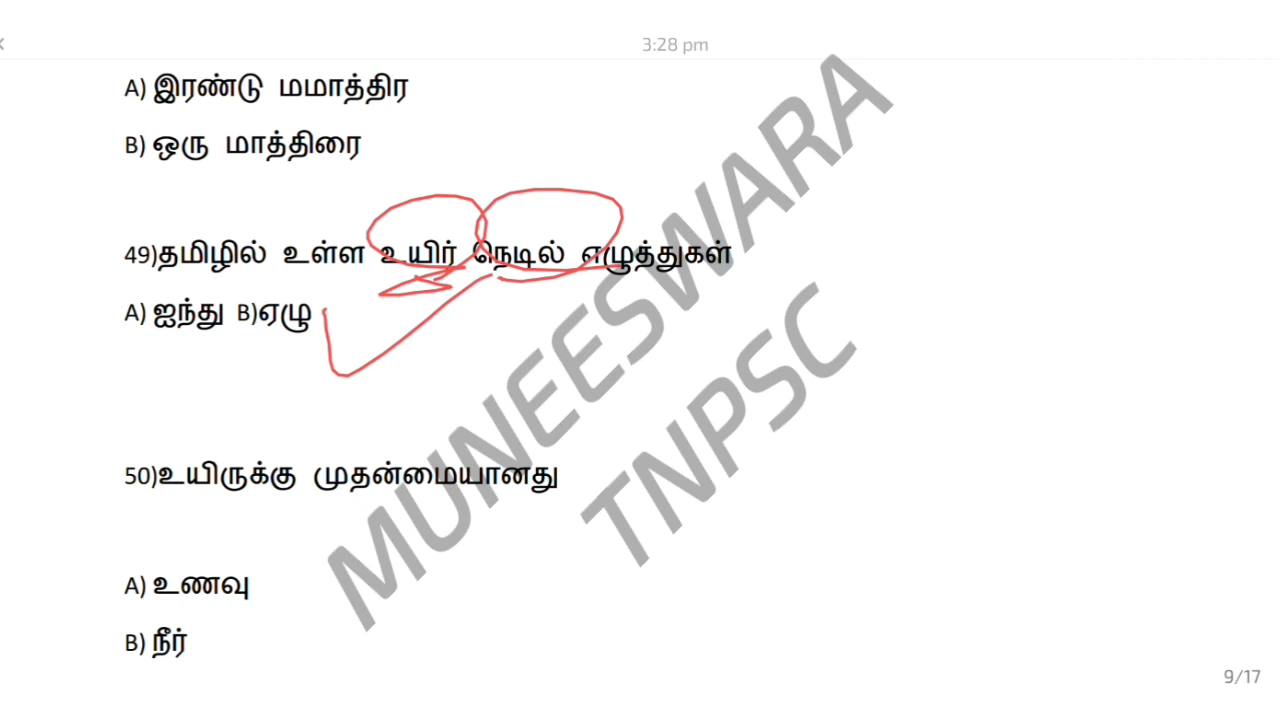 3:28 pm
A) இரண்டு மமாத்திர
B) ஒரு மாத்திரை
49)தமிழில் உள்ள உயிர் நெடில் எழுத்துகள்
A) ஐந்து B)ஏழு
50)உயிருக்கு முதன்மையானது
A) உணவு
B) நீர்
MUNEESWARA
TNPSC
9/17